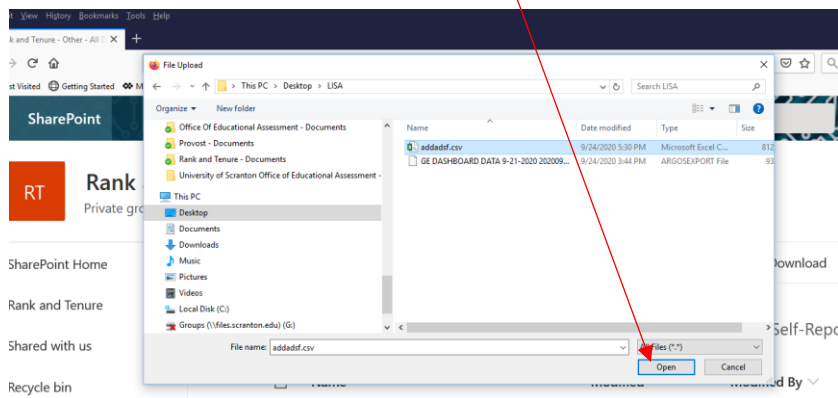 View History Bookmarks Tools Help
k and Tenure - Other - All
File Upload
st Visited Getting Started M
This PC > Desktop > LISA
Search LISA
Organize New folder
SharePoint
Office Of Educational Assessment - Documents
Provost - Documents
Rank and Tenure - Documents
University of Scranton Office of Educational Assessment -
This PC
Desktop
Documents
Downloads
Music
Pictures
Videos
Local Disk (C:)
Groups (\\files.scranton.edu) (G:)
Name Date modified Type Size
addadsf.csv 9/24/2020 5:30 PM Microsoft Excel C... 812
GE DASHBOARD DATA 9-21-2020 202009... 9/24/2020 3:44 PM ARGOSEXPORT File 93
RT
Rank
Private gro
SharePoint Home
Rank and Tenure
Shared with us
Recycle bin
Download
Self-Repo
File name: addadsf.csv
Files (*.*)
Open Cancel
Name Modified Modified By